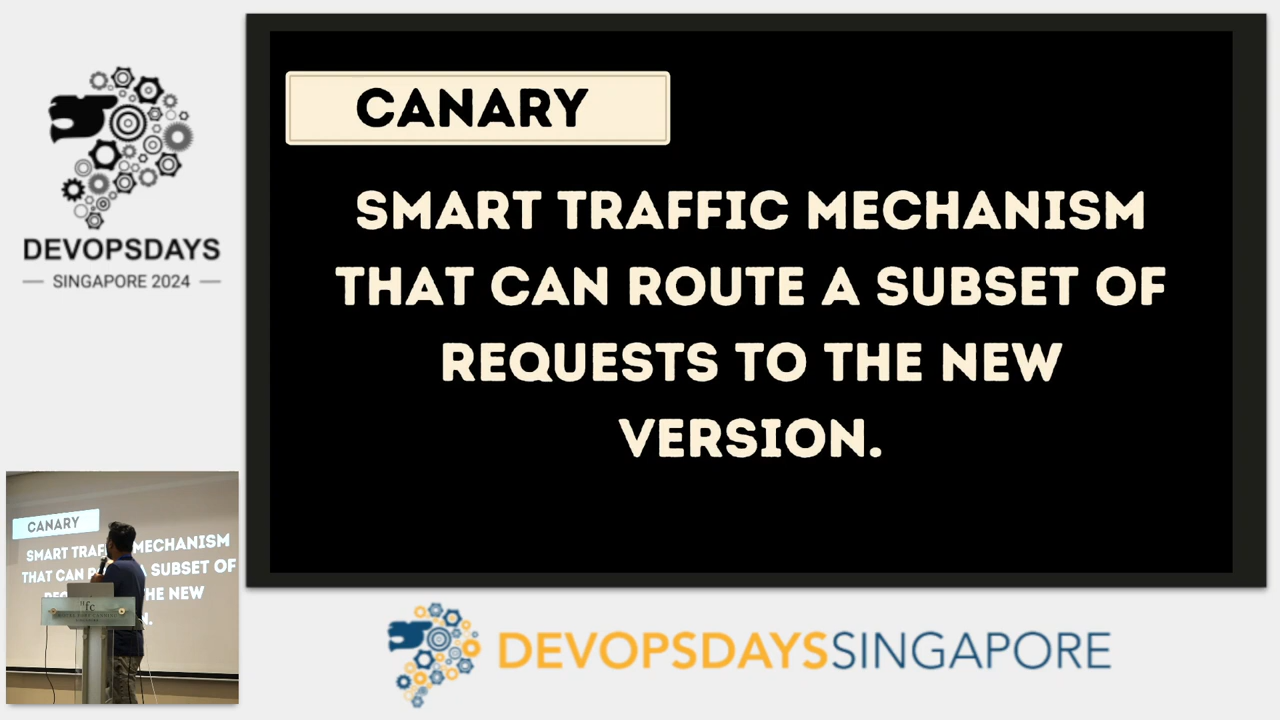 DEVOPSDAYS
SINGAPORE 2024
CANARY
SMART TRAFFIC MECHANISM
THAT CAN ROUTE A SUBSET OF
REQUESTS TO THE NEW
VERSION.
CANARY
SMART TRAF MECHANISM
THAT CAN A SUBSET OF
THE NEW
DEVOPSDAYSSINGAPORE